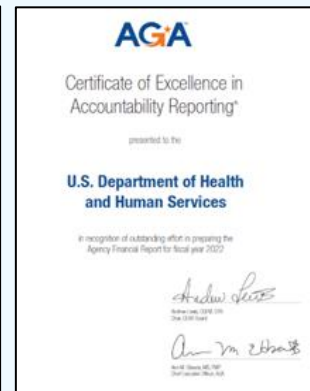 AGA
Certificate of Excellence in
Accountability Reporting
presented to the
U.S. Department of Health
and Human Services
in recognition of outstanding effort in preparing the
Agency Financial Report for fiscal year 2022